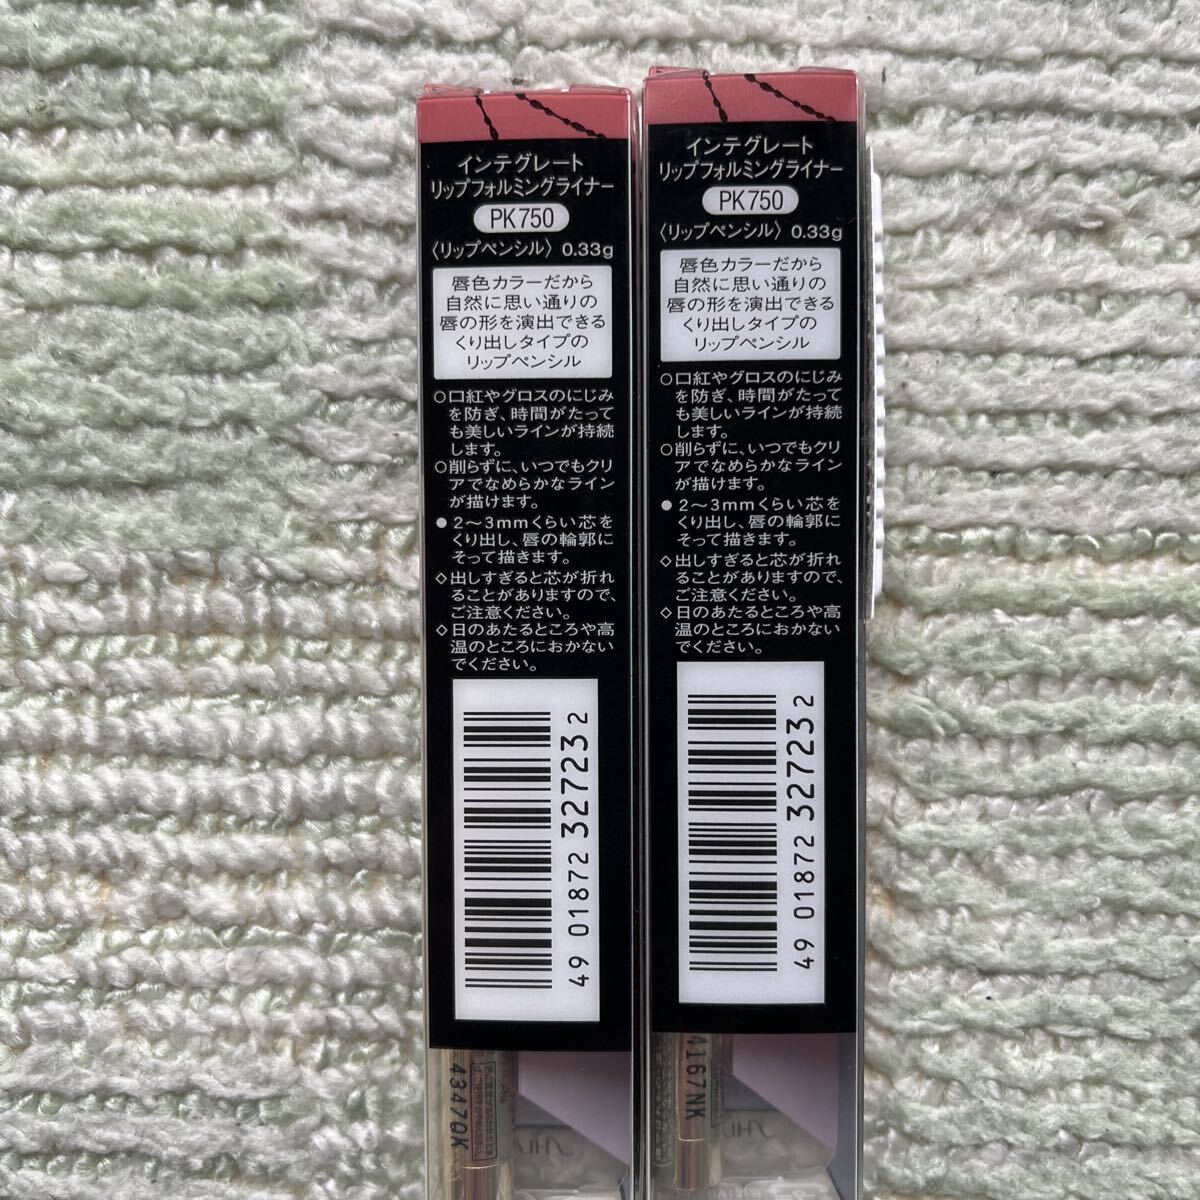 インテグレート
リップフォルミングライナー
PK750
〈リップペンシル〉 0.33g
唇色カラーだから
自然に思い通りの
唇の形を演出できる
くり出しタイプの
リップペンシル
○口紅やグロスのにじみ
を防ぎ、時間がたって
も美しいラインが持続
します。
○削らずに、いつでもクリ
アでなめらかなライン
が描けます。
●2〜3mmくらい芯を
くり出し、唇の輪郭に
そって描きます。
◇出しすぎると芯が折れ
ることがありますので、
ご注意ください。
◇日のあたるところや高
温のところにおかない
でください。
49 01872 327232
4347QK
インテグレート
リップフォルミングライナー
PK750
〈リップペンシル〉 0.33g
唇色カラーだから
自然に思い通りの
唇の形を演出できる
くり出しタイプの
リップペンシル
○口紅やグロスのにじみ
を防ぎ、時間がたって
も美しいラインが持続
します。
○削らずに、いつでもクリ
アでなめらかなライン
が描けます。
●2〜3mmくらい芯を
くり出し、唇の輪郭に
そって描きます。
◇出しすぎると芯が折れ
ることがありますので、
ご注意ください。
◇日のあたるところや高
温のところにおかない
でください。
49 01872 327232
4167NK